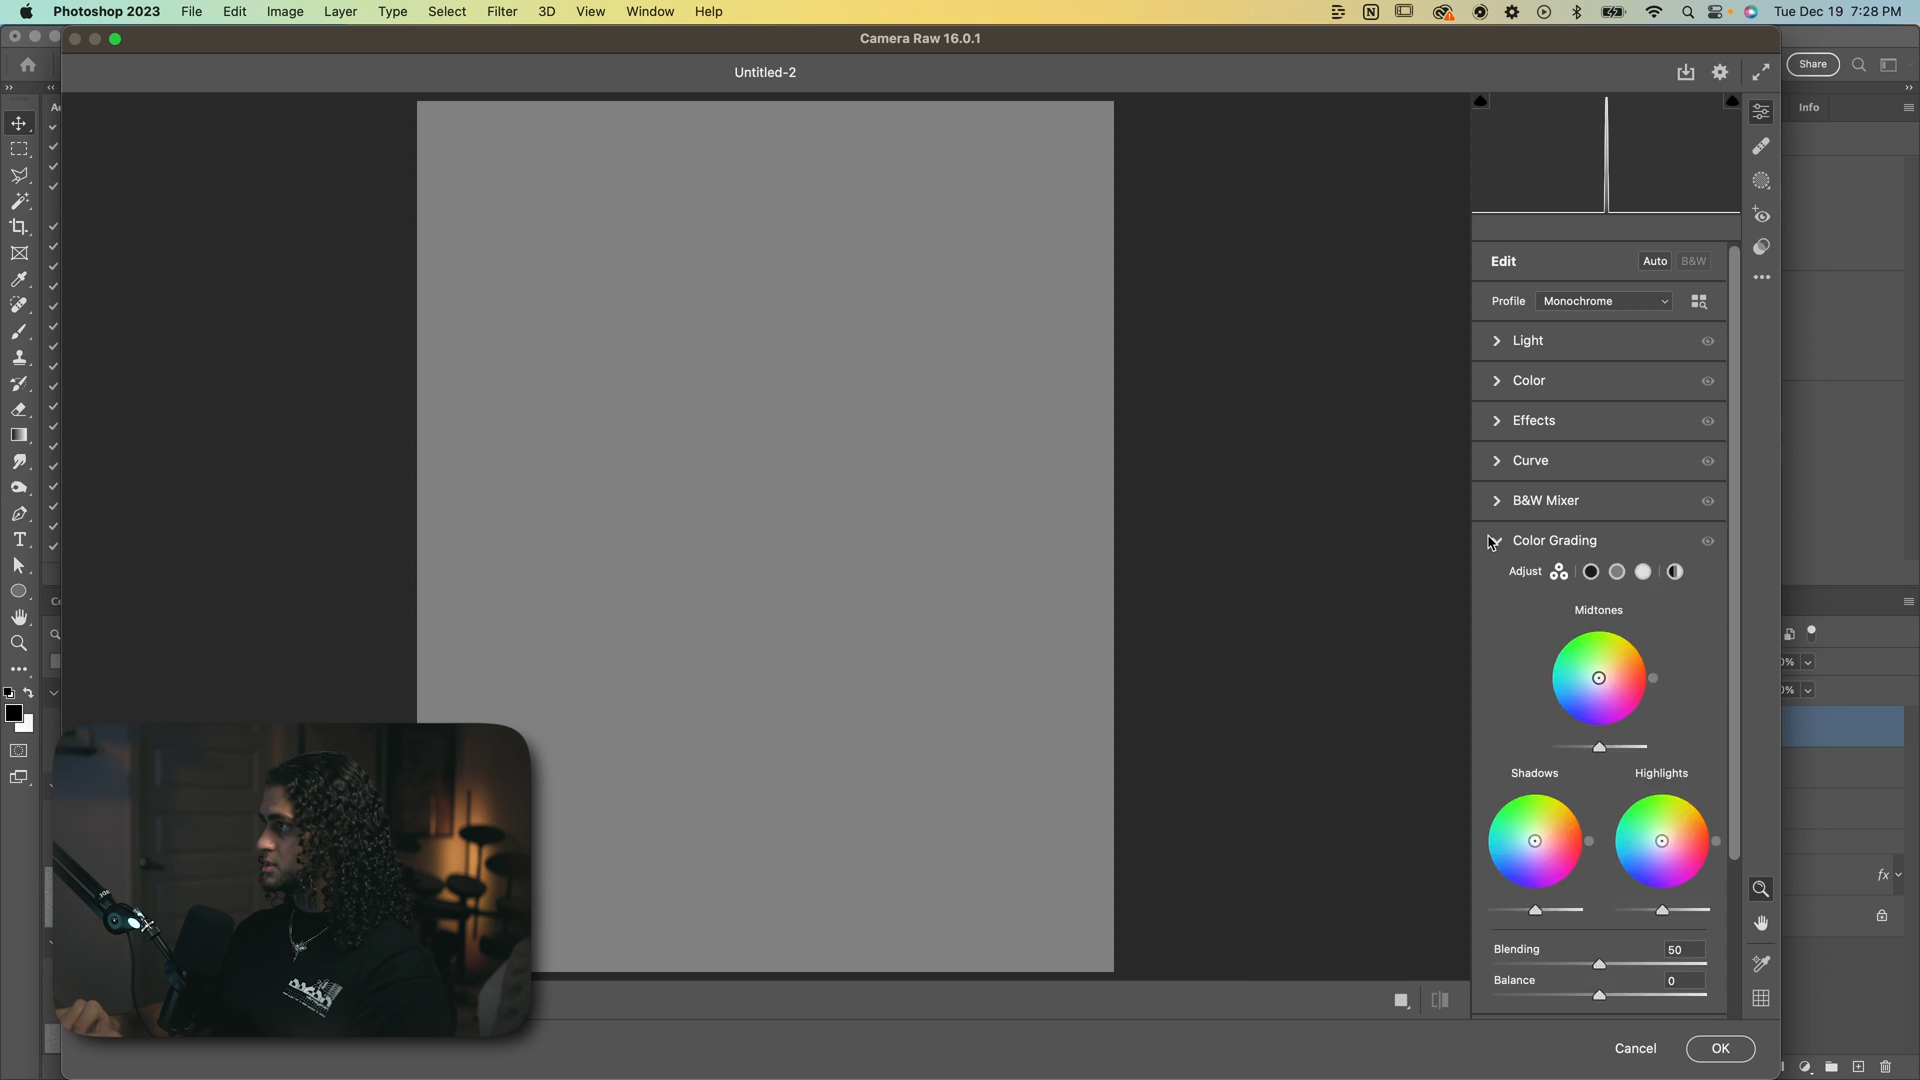 Photoshop 2023 File Edit Image Layer Type Select Filter 3D View Window Help Tue Dec 19 7:28 PM
Camera Raw 16.0.1
Untitled-2
Share
Info
Edit Auto B&W
Profile Monochrome
Light
Color
Effects
Curve
B&W Mixer
Color Grading
Adjust
Midtones
Shadows Highlights
Blending 50
Balance 0
fx
Cancel OK